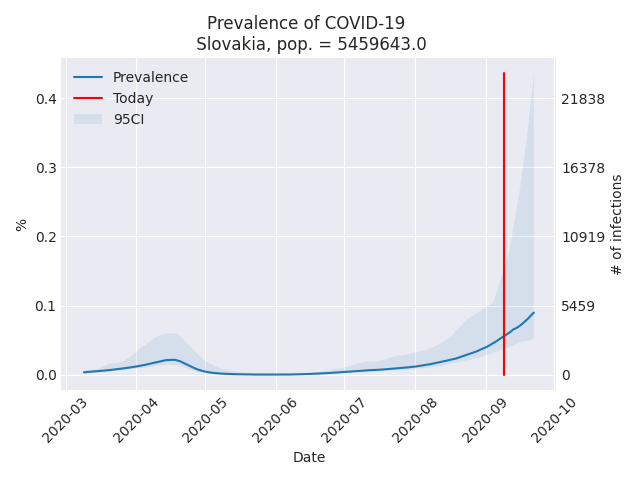 Prevalence of COVID-19
Slovakia, pop. = 5459643.0
Prevalence
Today
95CI
0.4
0.3
0.2
0.1
0.0
%
21838
16378
10919
5459
0
# of infections
2020-03
2020-04
2020-05
2020-06
2020-07
2020-08
2020-09
2020-10
Date